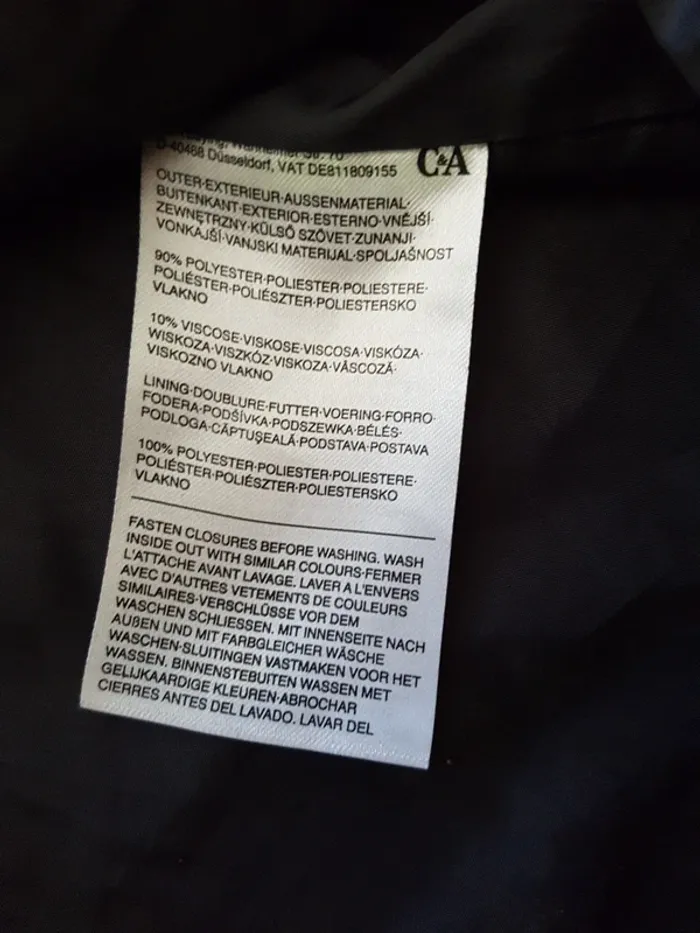 D-40468 Düsseldorf, VAT DE811809155 C&A
OUTER·EXTERIEUR·AUSSENMATERIAL·
BUITENKANT·EXTERIOR·ESTERNO·VNĚJŠÍ·
ZEWNĘTRZNY·KÜLSŐ SZÖVET·ZUNANJI·
VONKAJŠÍ·VANJSKI MATERIJAL·SPOLJAŠNOST
90% POLYESTER·POLIESTER·POLIESTERE·
POLIÉSTER·POLIÉSZTER·POLIESTERSKO
VLAKNO
10% VISCOSE·VISKOSE·VISCOSA·VISKÓZA·
WISKOZA·VISZKÓZ·VISKOZA·VÂSCOZĂ·
VISKOZNO VLAKNO
LINING·DOUBLURE·FUTTER·VOERING·FORRO·
FODERA·PODŠÍVKA·PODSZEWKA·BÉLÉS·
PODLOGA·CĂPTUŞEALĂ·PODSTAVA·POSTAVA
100% POLYESTER·POLIESTER·POLIESTERE·
POLIÉSTER·POLIÉSZTER·POLIESTERSKO
VLAKNO
FASTEN CLOSURES BEFORE WASHING. WASH
INSIDE OUT WITH SIMILAR COLOURS·FERMER
L'ATTACHE AVANT LAVAGE. LAVER A L'ENVERS
AVEC D'AUTRES VETEMENTS DE COULEURS
SIMILAIRES·VERSCHLÜSSE VOR DEM
WASCHEN SCHLIESSEN. MIT INNENSEITE NACH
AUßEN UND MIT FARBGLEICHER WÄSCHE
WASCHEN·SLUITINGEN VASTMAKEN VOOR HET
WASSEN. BINNENSTEBUITEN WASSEN MET
GELIJKAARDIGE KLEUREN·ABROCHAR
CIERRES ANTES DEL LAVADO. LAVAR DEL